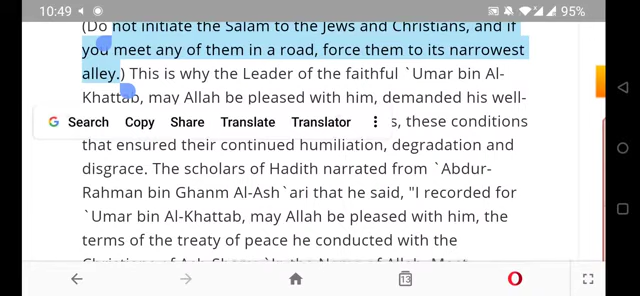 10:49 95%
(Do not initiate the Salam to the Jews and Christians, and if
you meet any of them in a road, force them to its narrowest
alley.) This is why the Leader of the faithful `Umar bin Al-
Khattab, may Allah be pleased with him, demanded his well-
G Search Copy Share Translate Translator s, these conditions
that ensured their continued humiliation, degradation and
disgrace. The scholars of Hadith narrated from `Abdur-
Rahman bin Ghanm Al-Ash`ari that he said, "I recorded for
`Umar bin Al-Khattab, may Allah be pleased with him, the
terms of the treaty of peace he conducted with the
13